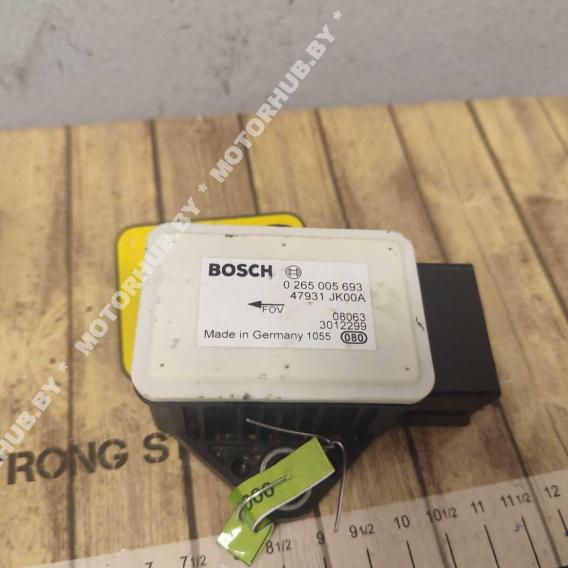 MOTORHUB.BY * MOTORHUB.BY * MOTORHUB.BY
BOSCH
0 265 005 693
47931 JK00A
FOV
08063
3012299
Made in Germany 1055 080
RONG ST
000
7 7 1/2 8 1/2 9 9 1/2 10 10 1/2 11 11 1/2 12